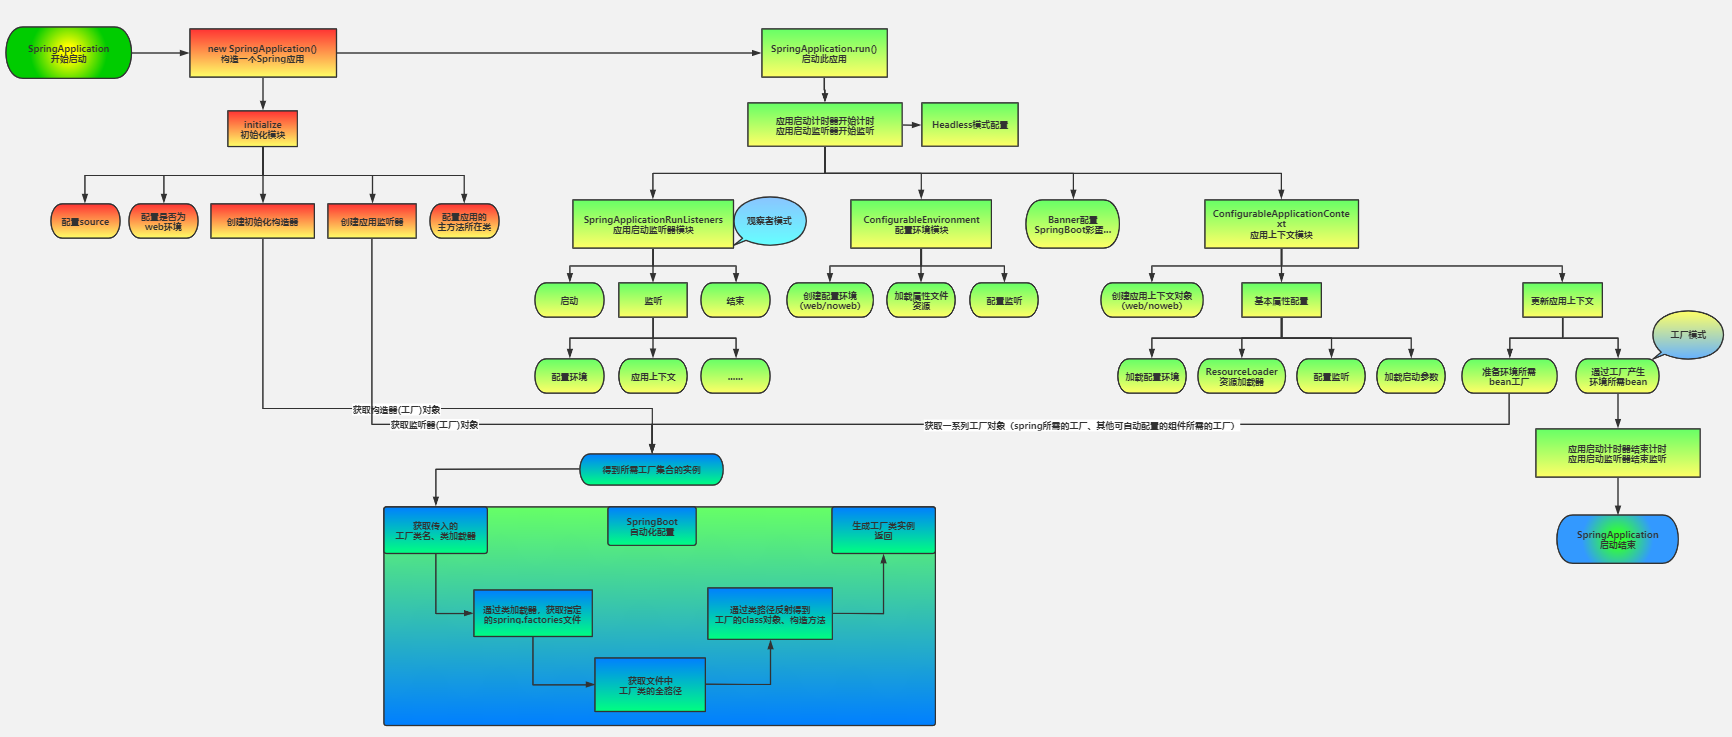 SpringApplication
开始启动
new SpringApplication()
构造一个Spring应用
SpringApplication.run()
启动此应用
initialize
初始化模块
应用启动计时器开始计时
应用启动监听器开始监听
Headless模式配置
配置source
配置是否为
web环境
创建初始化构造器
创建应用监听器
配置应用的
主方法所在类
SpringApplicationRunListeners
应用启动监听器模块
观察者模式
ConfigurableEnvironment
配置环境模块
Banner配置
SpringBoot彩蛋...
ConfigurableApplicationConte
xt
应用上下文模块
启动
监听
结束
创建配置环境
（web/noweb）
加载属性文件
资源
配置监听
创建应用上下文对象
（web/noweb）
基本属性配置
更新应用上下文
工厂模式
配置环境
应用上下文
......
加载配置环境
ResourceLoader
资源加载器
配置监听
加载启动参数
准备环境所需
bean工厂
通过工厂产生
环境所需bean
获取构造器(工厂)对象
获取监听器(工厂)对象
获取一系列工厂对象（spring所需的工厂、其他可自动配置的组件所需的工厂）
应用启动计时器结束计时
应用启动监听器结束监听
得到所需工厂集合的实例
获取传入的
工厂类名、类加载器
SpringBoot
自动化配置
生成工厂类实例
返回
SpringApplication
启动结束
通过类加载器，获取指定
的spring.factories文件
通过类路径反射得到
工厂的class对象、构造方法
获取文件中
工厂类的全路径